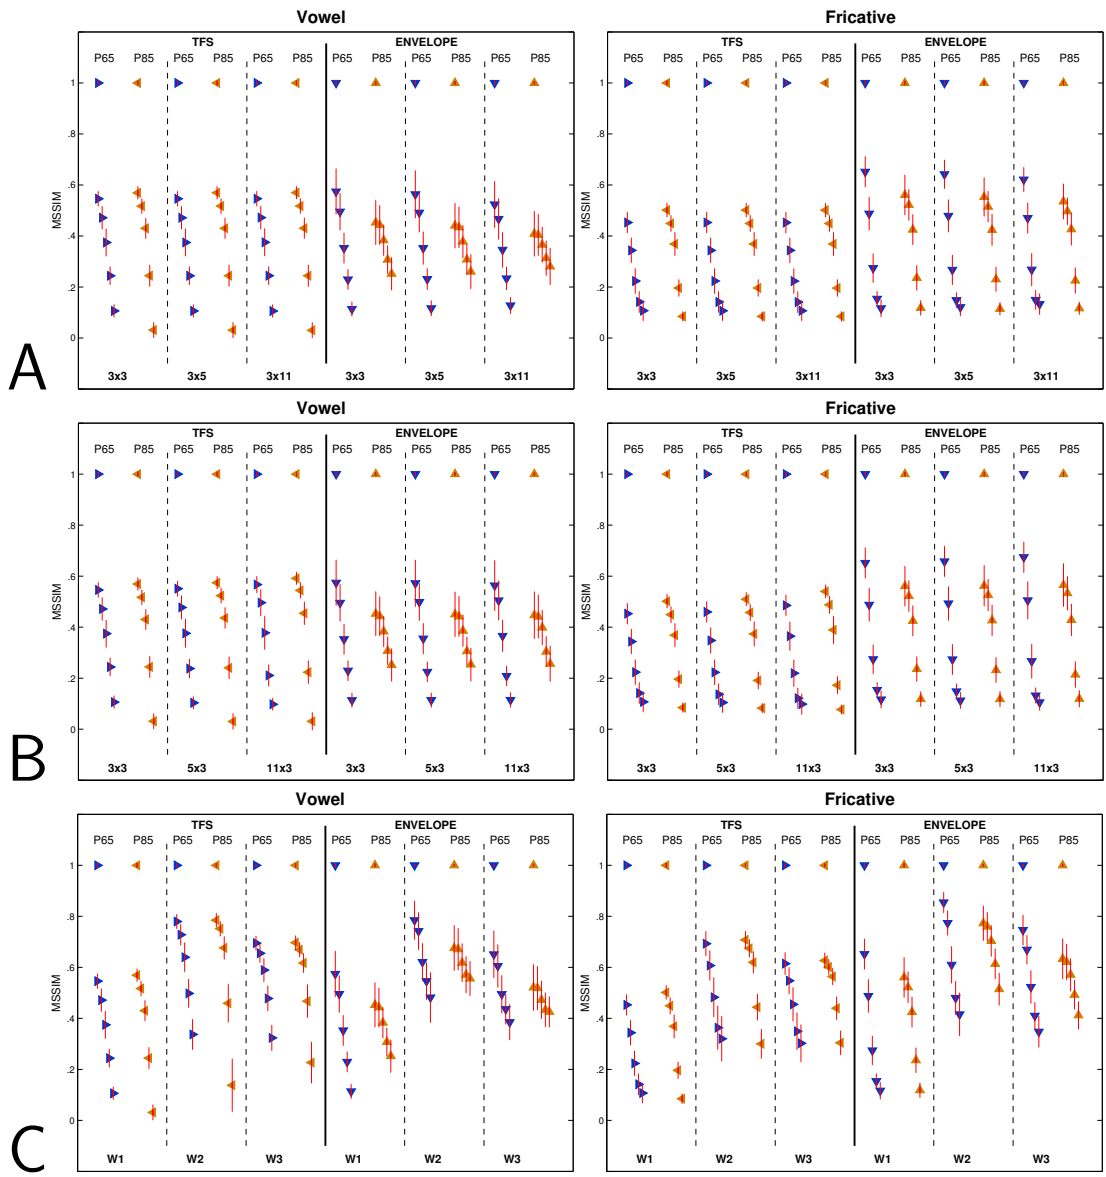 Vowel
Fricative
TFS ENVELOPE
TFS ENVELOPE
P65 P85 P65 P85 P65 P85 P65 P85 P65 P85 P65 P85
P65 P85 P65 P85 P65 P85 P65 P85 P65 P85 P65 P85
1
.8
.6
.4
.2
0
MSSIM
1
.8
.6
.4
.2
0
MSSIM
3x3 3x5 3x11 3x3 3x5 3x11
3x3 3x5 3x11 3x3 3x5 3x11
A
Vowel
Fricative
TFS ENVELOPE
TFS ENVELOPE
P65 P85 P65 P85 P65 P85 P65 P85 P65 P85 P65 P85
P65 P85 P65 P85 P65 P85 P65 P85 P65 P85 P65 P85
1
.8
.6
.4
.2
0
MSSIM
1
.8
.6
.4
.2
0
MSSIM
3x3 5x3 11x3 3x3 5x3 11x3
3x3 5x3 11x3 3x3 5x3 11x3
B
Vowel
Fricative
TFS ENVELOPE
TFS ENVELOPE
P65 P85 P65 P85 P65 P85 P65 P85 P65 P85 P65 P85
P65 P85 P65 P85 P65 P85 P65 P85 P65 P85 P65 P85
1
.8
.6
.4
.2
0
MSSIM
1
.8
.6
.4
.2
0
MSSIM
W1 W2 W3 W1 W2 W3
W1 W2 W3 W1 W2 W3
C